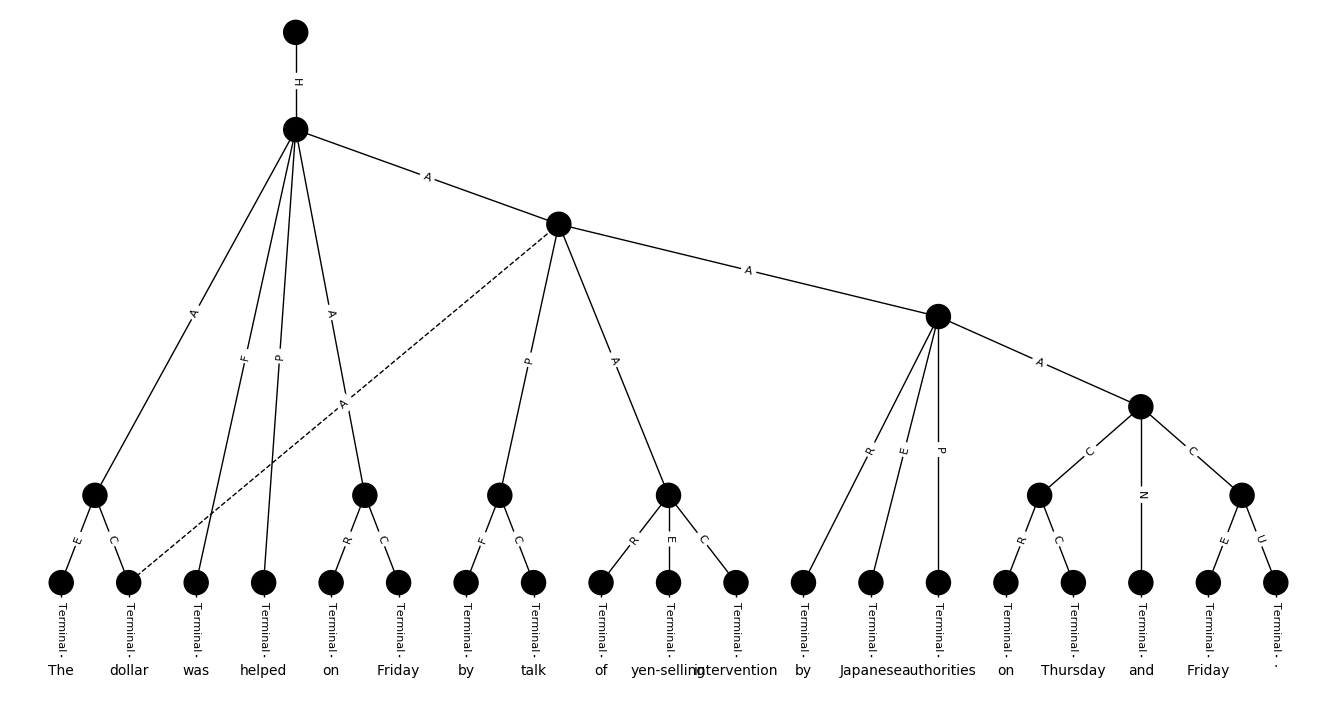 H
A
A
A
A
F
P
A
P
A
R
E
P
A
C
N
C
E
C
R
C
F
C
R
E
C
R
C
E
U
Terminal Terminal Terminal Terminal Terminal Terminal Terminal Terminal Terminal Terminal Terminal Terminal Terminal Terminal Terminal Terminal Terminal Terminal Terminal
The dollar was helped on Friday by talk of yen-selling intervention by Japanese authorities on Thursday and Friday .